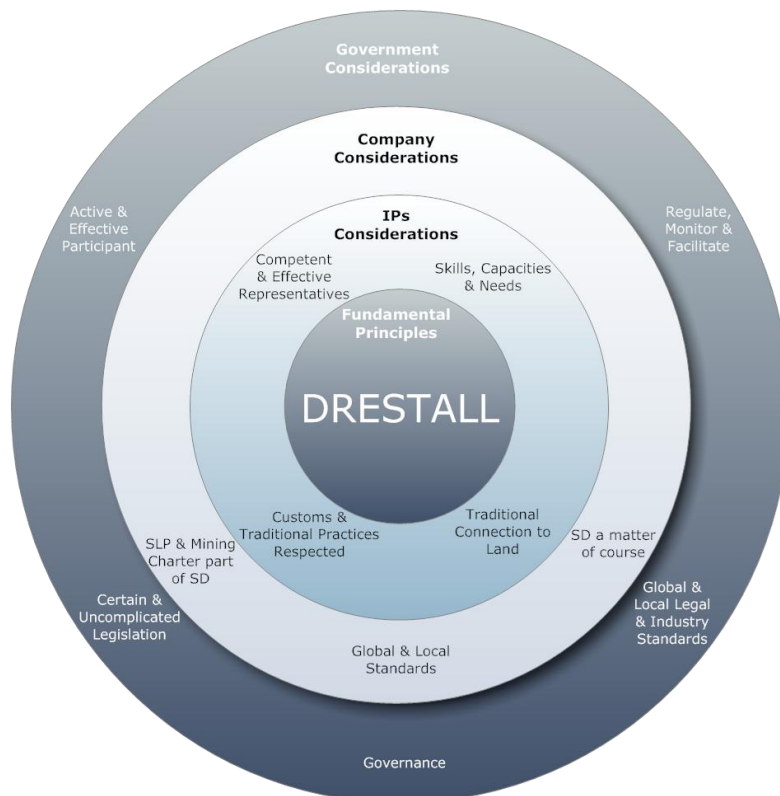 Government
Considerations
Company
Considerations
Active &
Effective
Participant
Regulate,
Monitor &
Facilitate
IPs
Considerations
Competent
& Effective
Representatives
Skills, Capacities
& Needs
Fundamental
Principles
DRESTALL
Customs &
Traditional Practices
Respected
Traditional
Connection to
Land
SLP & Mining
Charter part
of SD
SD a matter
of course
Certain &
Uncomplicated
Legislation
Global &
Local Legal
& Industry
Standards
Global & Local
Standards
Governance